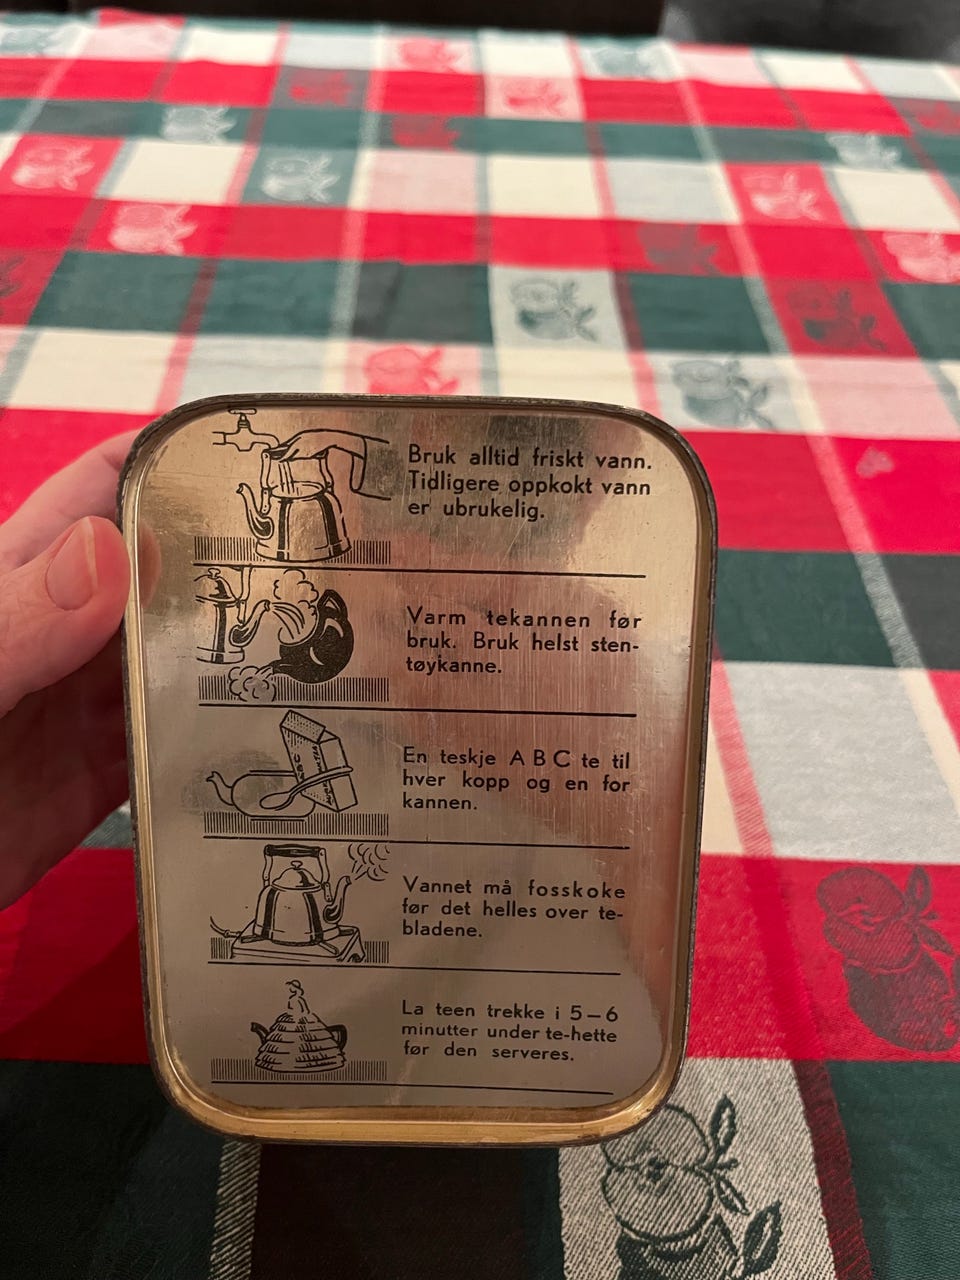 Bruk alltid friskt vann.
Tidligere oppkokt vann
er ubrukelig.
Varm tekannen før
bruk. Bruk helst sten-
tøykanne.
En teskje A B C te til
hver kopp og en for
kannen.
ABC
Vannet må fosskoke
før det helles over te-
bladene.
La teen trekke i 5–6
minutter under te-hette
før den serveres.